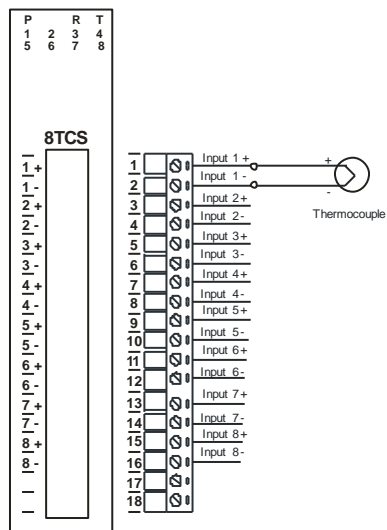 P R T
1 2 3 4
5 6 7 8
8TCS
1 +
1 -
2 +
2 -
3 +
3 -
4 +
4 -
5 +
5 -
6 +
6 -
7 +
7 -
8 +
8 -
1 Input 1 + +
2 Input 1 - -
3 Input 2+
4 Input 2-
5 Input 3+
6 Input 3-
7 Input 4+
8 Input 4-
9 Input 5+
10 Input 5-
11 Input 6+
12 Input 6-
13 Input 7+
14 Input 7-
15 Input 8+
16 Input 8-
17
18
Thermocouple